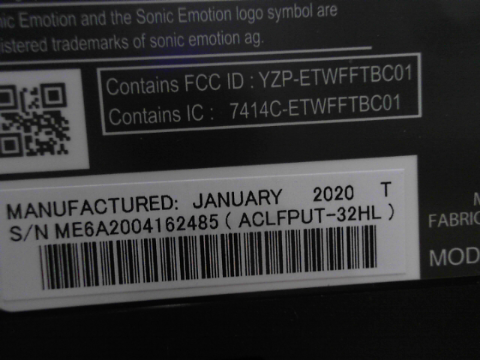 nic Emotion and the Sonic Emotion logo symbol are
istered trademarks of sonic emotion ag.
Contains FCC ID : YZP-ETWFFTBC01
Contains IC : 7414C-ETWFFTBC01
MANUFACTURED: JANUARY 2020 T
S/N ME6A2004162485 ( ACLFPUT-32HL )
M
FABRIC
MOD